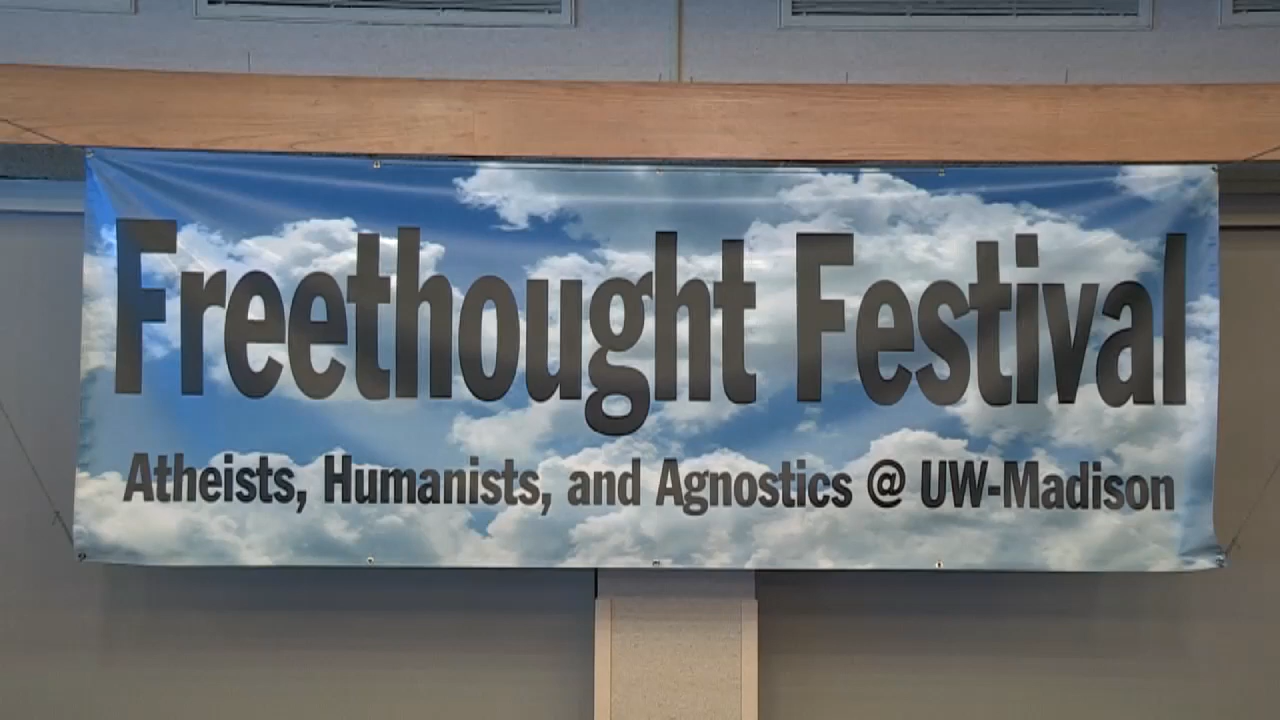 Freethought Festival
Atheists, Humanists, and Agnostics @ UW-Madison